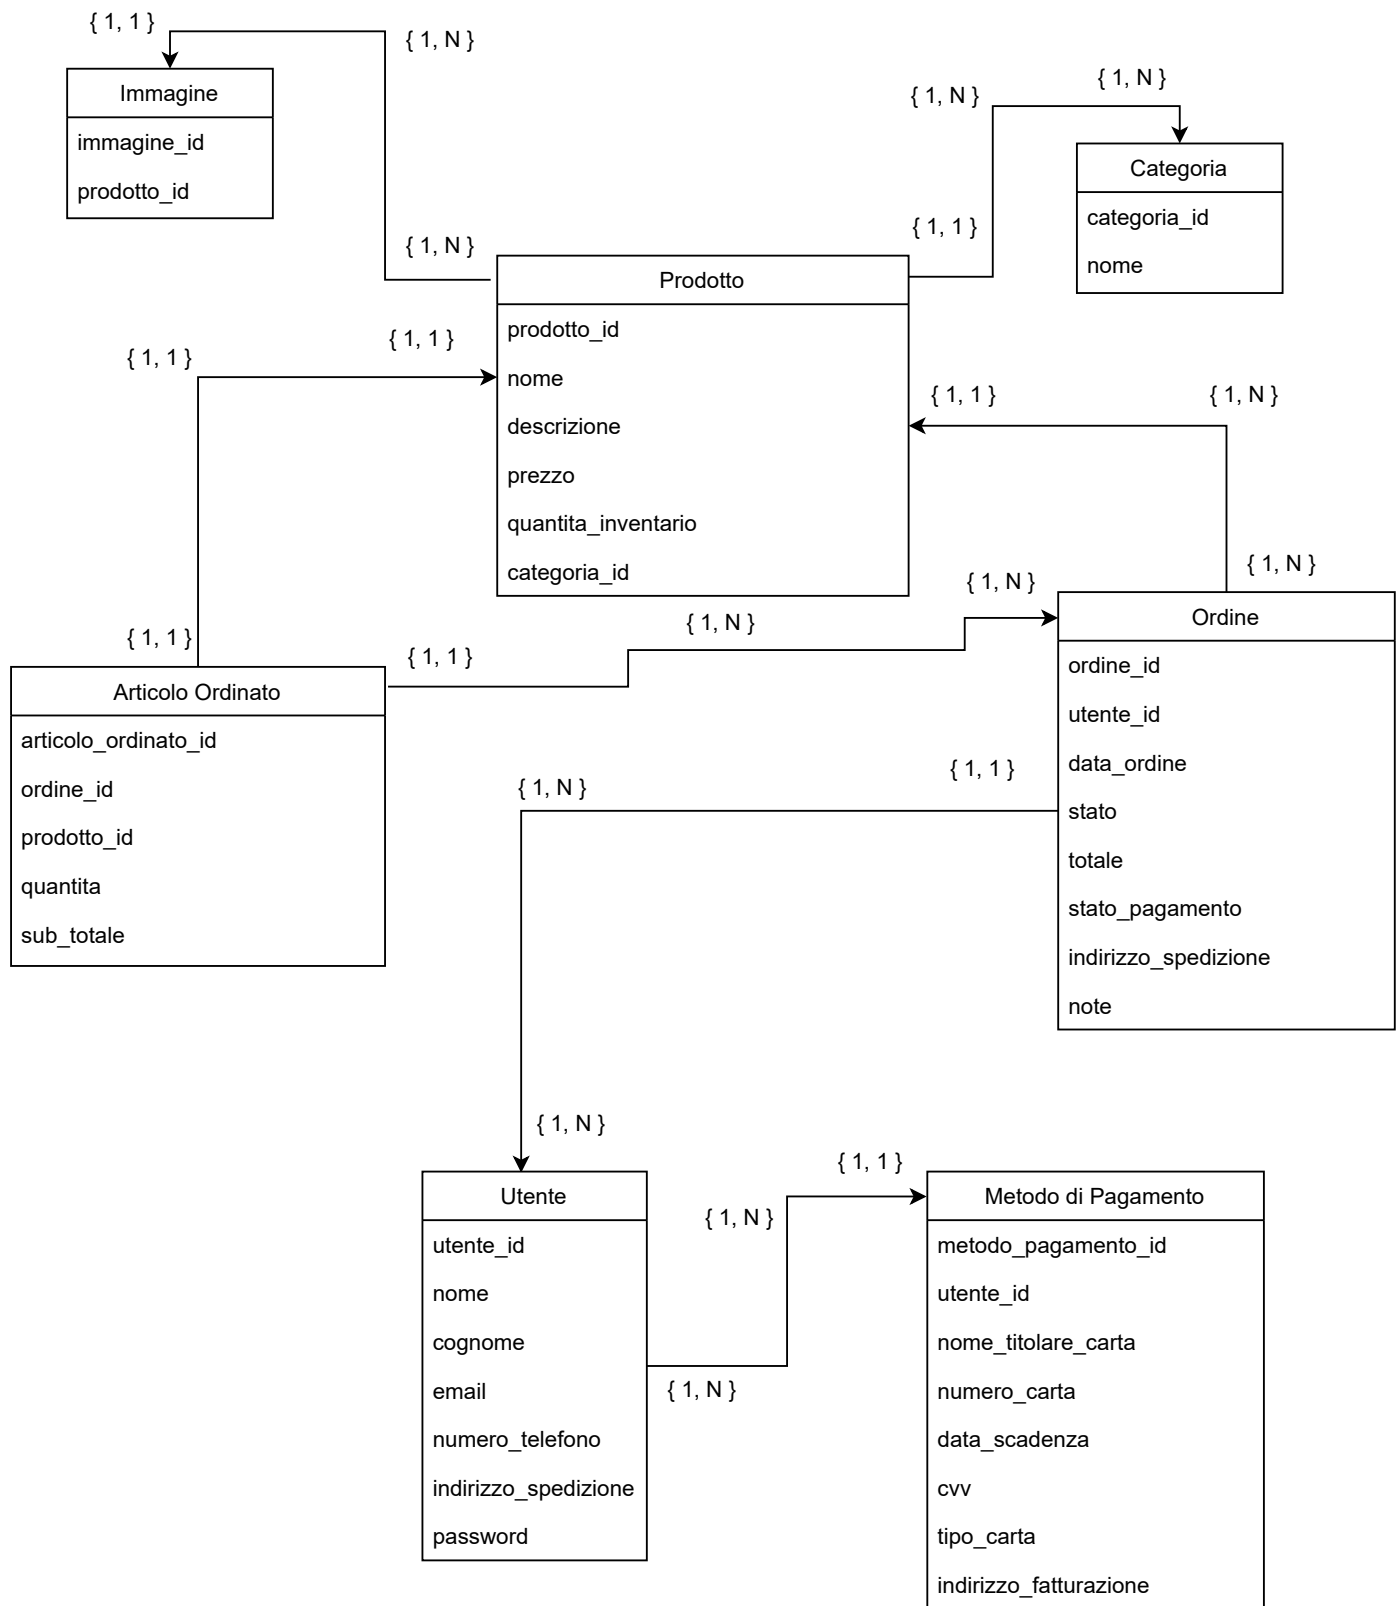 { 1, 1 }
{ 1, N }
Immagine
immagine_id
prodotto_id
{ 1, N }
{ 1, N }
{ 1, N }
Categoria
categoria_id
nome
{ 1, 1 }
Prodotto
prodotto_id
nome
descrizione
prezzo
quantita_inventario
categoria_id
{ 1, 1 }
{ 1, 1 }
{ 1, 1 }
{ 1, N }
{ 1, N }
{ 1, 1 }
Articolo Ordinato
articolo_ordinato_id
ordine_id
prodotto_id
quantita
sub_totale
{ 1, 1 }
{ 1, N }
{ 1, N }
Ordine
ordine_id
utente_id
data_ordine
stato
totale
stato_pagamento
indirizzo_spedizione
note
{ 1, 1 }
{ 1, N }
{ 1, N }
Utente
utente_id
nome
cognome
email
numero_telefono
indirizzo_spedizione
password
{ 1, N }
{ 1, N }
{ 1, 1 }
Metodo di Pagamento
metodo_pagamento_id
utente_id
nome_titolare_carta
numero_carta
data_scadenza
cvv
tipo_carta
indirizzo_fatturazione